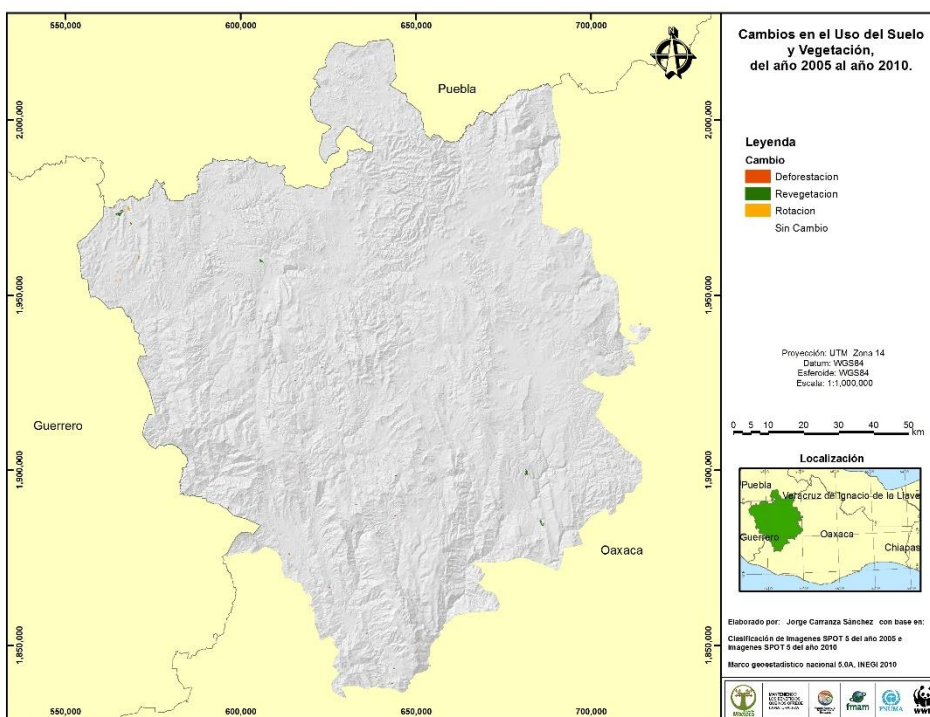 550,000
600,000
650,000
700,000
Cambios en el Uso del Suelo
y Vegetación,
del año 2005 al año 2010.
Puebla
2,000,000
2,000,000
Leyenda
Cambio
Deforestacion
Revegetacion
Rotacion
Sin Cambio
1,950,000
1,950,000
Proyección: UTM Zona 14
Datum: WGS84
Esferoide: WGS84
Escala: 1:1,000,000
Guerrero
0 5 10 20 30 40 50
km
Localización
1,900,000
1,900,000
Puebla
Veracruz de Ignacio de la Llave
Guerrero
Oaxaca
Chiapas
Oaxaca
Elaborado por: Jorge Carranza Sánchez con base en:
Clasificación de Imagenes SPOT 5 del año 2005 e
Imagenes SPOT 5 del año 2010
Marco geoestadístico nacional 5.0A, INEGI 2010
1,850,000
1,850,000
Mixteca
fmam
PNUMA
WWF
550,000
600,000
650,000
700,000